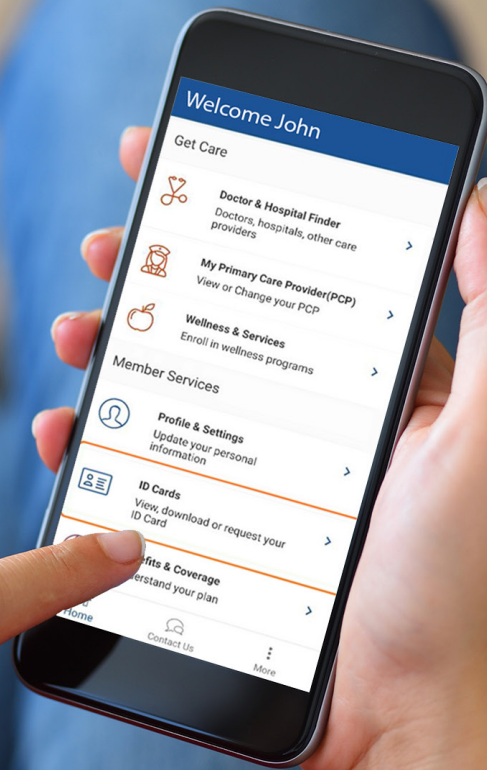 Welcome John
Get Care
Doctor & Hospital Finder
Doctors, hospitals, other care
providers
My Primary Care Provider(PCP)
View or Change your PCP
Wellness & Services
Enroll in wellness programs
Member Services
Profile & Settings
Update your personal
information
ID Cards
View, download or request your
ID Card
& Coverage
your plan
Home
Contact Us
More